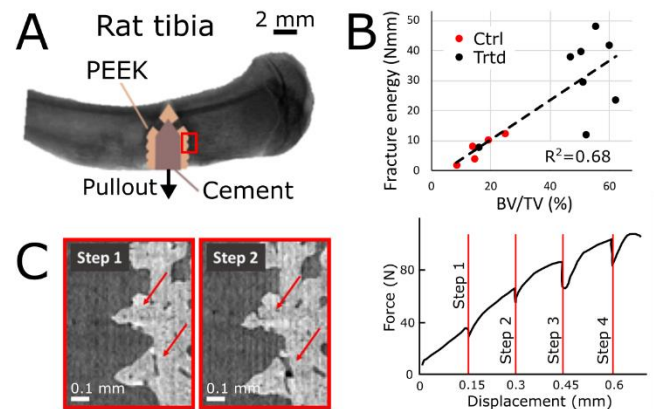 A
Rat tibia
2 mm
PEEK
Pullout
Cement
B
Fracture energy (Nmm)
50
40
30
20
10
0
Ctrl
Trtd
R²=0.68
0
20
40
60
BV/TV (%)
C
Step 1
0.1 mm
Step 2
0.1 mm
Force (N)
80
40
0
Step 1
Step 2
Step 3
Step 4
0
0.15
0.3
0.45
0.6
Displacement (mm)